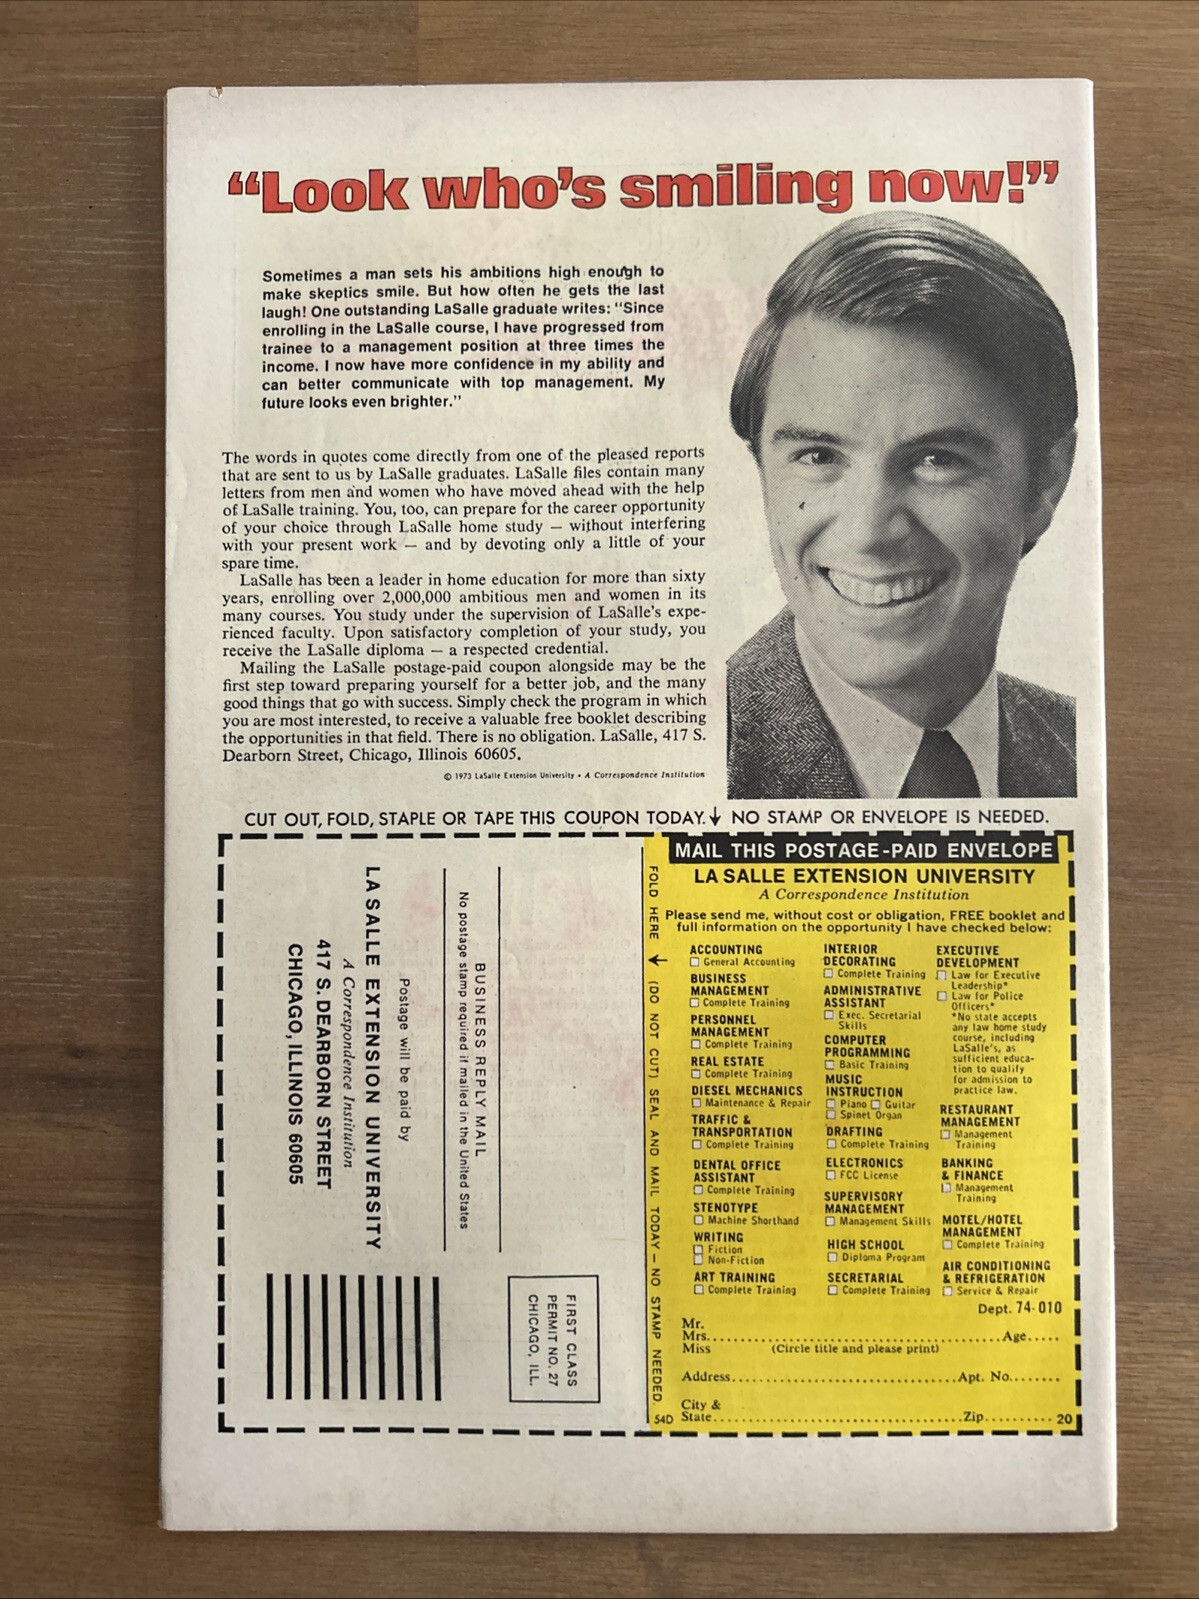 “Look who’s smiling now!”
Sometimes a man sets his ambitions high enough to
make skeptics smile. But how often he gets the last
laugh! One outstanding LaSalle graduate writes: “Since
enrolling in the LaSalle course, I have progressed from
trainee to a management position at three times the
income. I now have more confidence in my ability and
can better communicate with top management. My
future looks even brighter.”
The words in quotes come directly from one of the pleased reports
that are sent to us by LaSalle graduates. LaSalle files contain many
letters from men and women who have moved ahead with the help
of LaSalle training. You, too, can prepare for the career opportunity
of your choice through LaSalle home study — without interfering
with your present work — and by devoting only a little of your
spare time.
LaSalle has been a leader in home education for more than sixty
years, enrolling over 2,000,000 ambitious men and women in its
many courses. You study under the supervision of LaSalle’s expe-
rienced faculty. Upon satisfactory completion of your study, you
receive the LaSalle diploma — a respected credential.
Mailing the LaSalle postage-paid coupon alongside may be the
first step toward preparing yourself for a better job, and the many
good things that go with success. Simply check the program in which
you are most interested, to receive a valuable free booklet describing
the opportunities in that field. There is no obligation. LaSalle, 417 S.
Dearborn Street, Chicago, Illinois 60605.
© 1973 LaSalle Extension University • A Correspondence Institution
CUT OUT, FOLD, STAPLE OR TAPE THIS COUPON TODAY. NO STAMP OR ENVELOPE IS NEEDED.
FIRST CLASS
PERMIT NO. 27
CHICAGO, ILL.
BUSINESS REPLY MAIL
No postage stamp required if mailed in the United States
Postage will be paid by
LA SALLE EXTENSION UNIVERSITY
A Correspondence Institution
417 S. DEARBORN STREET
CHICAGO, ILLINOIS 60605
FOLD HERE (DO NOT CUT) SEAL AND MAIL TODAY — NO STAMP NEEDED.
MAIL THIS POSTAGE-PAID ENVELOPE
LA SALLE EXTENSION UNIVERSITY
A Correspondence Institution
Please send me, without cost or obligation, FREE booklet and
full information on the opportunity I have checked below:
ACCOUNTING
General Accounting
BUSINESS
MANAGEMENT
Complete Training
PERSONNEL
MANAGEMENT
Complete Training
REAL ESTATE
Complete Training
DIESEL MECHANICS
Maintenance & Repair
TRAFFIC &
TRANSPORTATION
Complete Training
DENTAL OFFICE
ASSISTANT
Complete Training
STENOTYPE
Machine Shorthand
WRITING
Fiction
Non-Fiction
ART TRAINING
Complete Training
INTERIOR
DECORATING
Complete Training
ADMINISTRATIVE
ASSISTANT
Exec. Secretarial
Skills
COMPUTER
PROGRAMMING
Basic Training
MUSIC
INSTRUCTION
Piano Guitar
Spinet Organ
DRAFTING
Complete Training
ELECTRONICS
FCC License
SUPERVISORY
MANAGEMENT
Management Skills
HIGH SCHOOL
Diploma Program
SECRETARIAL
Complete Training
EXECUTIVE
DEVELOPMENT
Law for Executive
Leadership*
Law for Police
Officers*
*No state accepts
any law home study
course, including
LaSalle's, as
sufficient educa-
tion to qualify
for admission to
practice law.
RESTAURANT
MANAGEMENT
Management
Training
BANKING
& FINANCE
Management
Training
MOTEL/HOTEL
MANAGEMENT
Complete Training
AIR CONDITIONING
& REFRIGERATION
Service & Repair
Dept. 74-010
Mr.
Mrs. Age
Miss (Circle title and please print)
Address Apt. No.
City &
54D State Zip 20